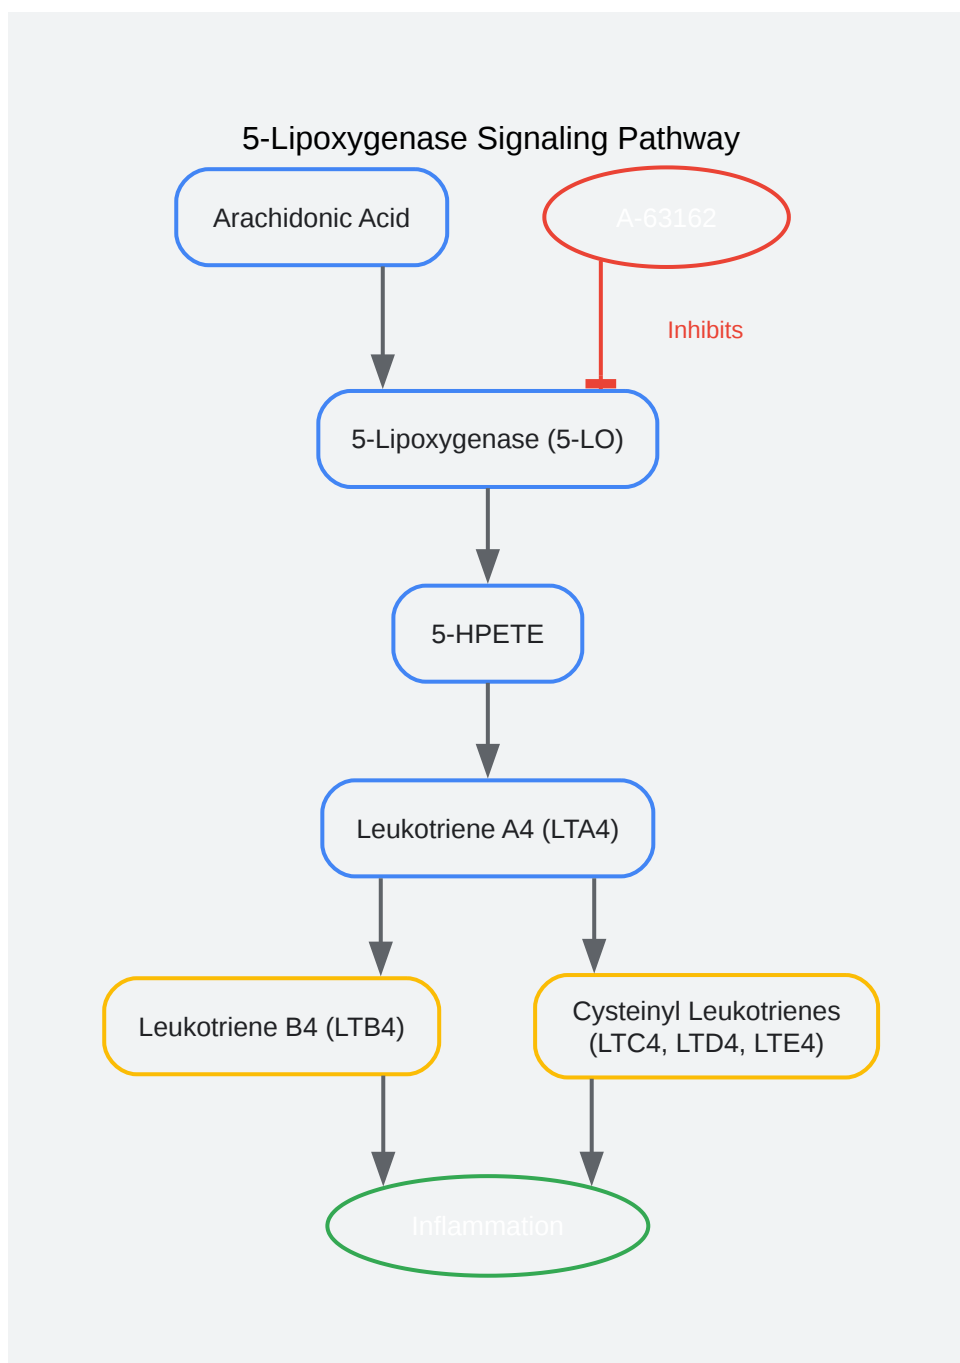 5-Lipoxygenase Signaling Pathway
Arachidonic Acid
A-63162
Inhibits
5-Lipoxygenase (5-LO)
5-HPETE
Leukotriene A4 (LTA4)
Leukotriene B4 (LTB4)
Cysteinyl Leukotrienes
(LTC4, LTD4, LTE4)
Inflammation